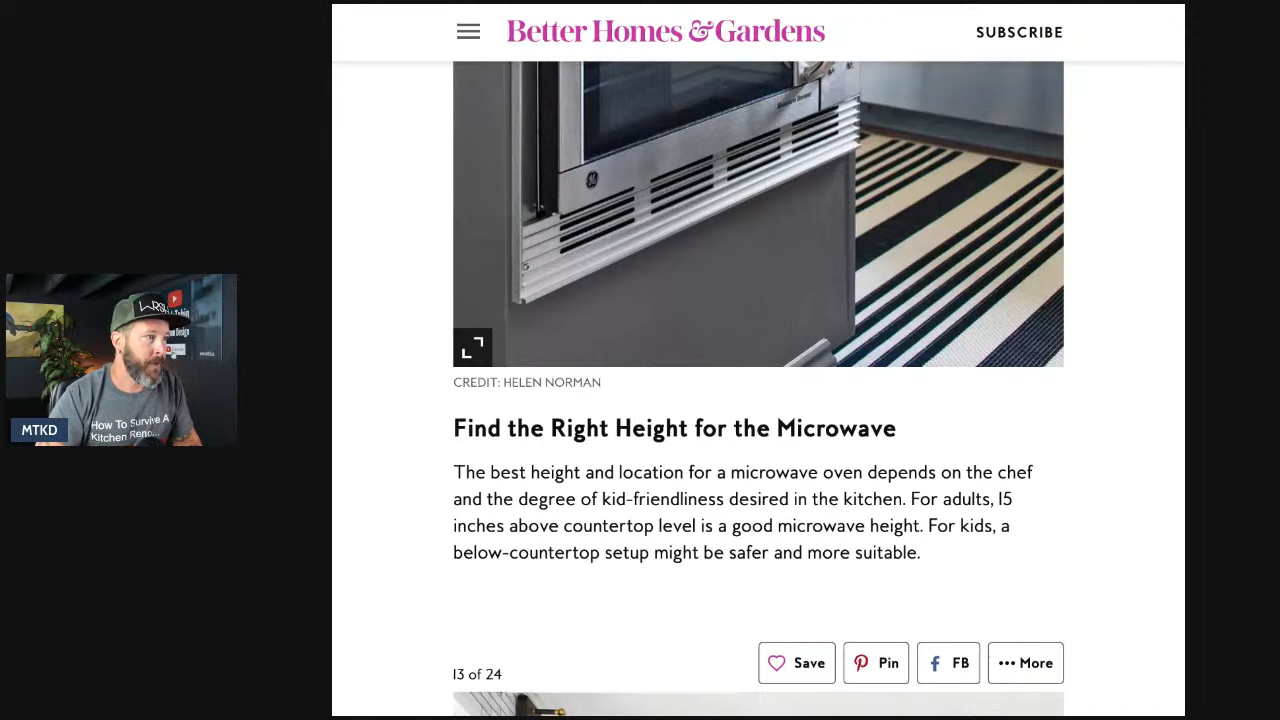 Better Homes & Gardens
SUBSCRIBE
CREDIT: HELEN NORMAN
Find the Right Height for the Microwave
The best height and location for a microwave oven depends on the chef
and the degree of kid-friendliness desired in the kitchen. For adults, 15
inches above countertop level is a good microwave height. For kids, a
below-countertop setup might be safer and more suitable.
13 of 24
Save
Pin
FB
••• More
How To Survive A
Kitchen Reno...
MTKD